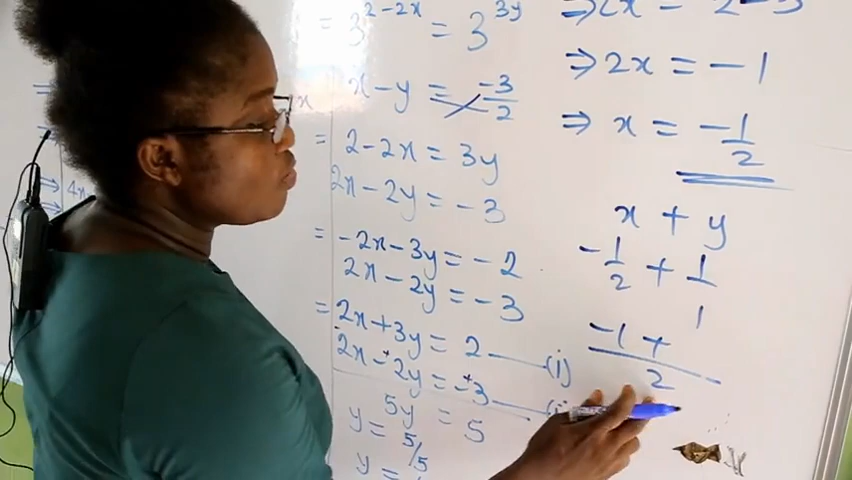 = 3^{2-2x} = 3^{3y}
x - y = -3/2
= 2 - 2x = 3y
2x - 2y = -3
= -2x - 3y = -2
2x - 2y = -3
= 2x + 3y = 2 — (i)
2x - 2y = -3
5y = 5
y = 5/5
y =
⇒ 2x = 2 - 3
⇒ 2x = -1
⇒ x = -1/2
x + y
-1/2 + 1/1
-1 +
2